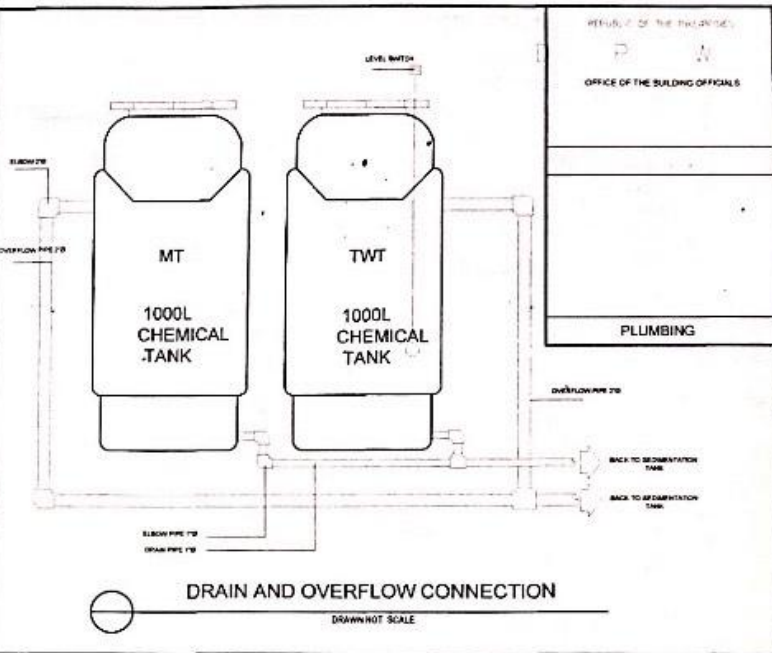 LEVEL SWITCH
REPUBLIC OF THE PHILIPPINES
D P W
OFFICE OF THE BUILDING OFFICIALS
PLUMBING
ELBOW 2"Ø
OVERFLOW PIPE 2"Ø
MT
1000L
CHEMICAL
TANK
TWT
1000L
CHEMICAL
TANK
OVERFLOW PIPE 2"Ø
BACK TO SEDIMENTATION
TANK
BACK TO SEDIMENTATION
TANK
ELBOW PIPE 1"Ø
DRAIN PIPE 1"Ø
DRAIN AND OVERFLOW CONNECTION
DRAWN NOT SCALE